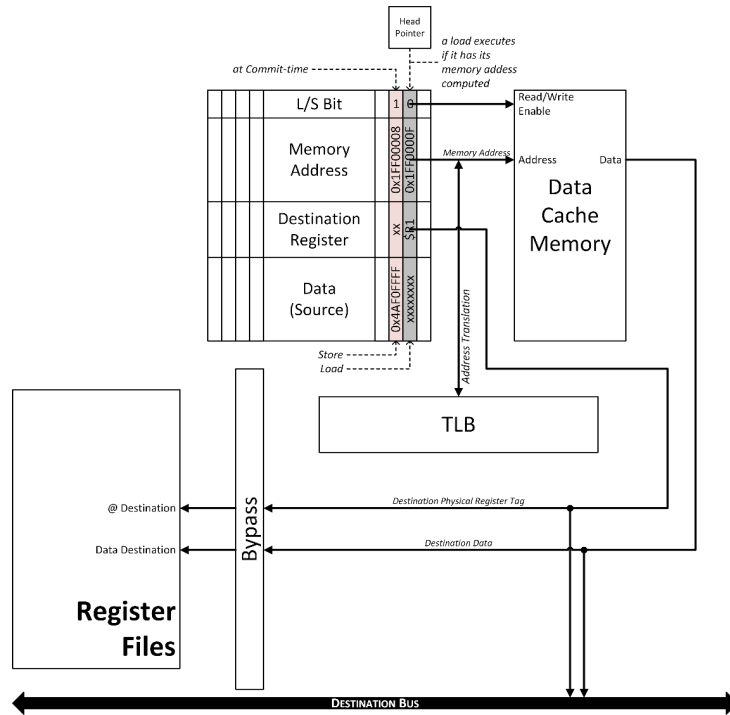 Head
Pointer
a load executes
if it has its
memory addess
computed
at Commit-time
L/S Bit
1
0
Read/Write
Enable
Memory
Address
0x1FF00008
0x1FF0000F
Memory Address
Address
Data
Data
Cache
Memory
Destination
Register
xx
$R1
Data
(Source)
0x4AF0FFFF
xxxxxxxx
Address Translation
Store
Load
TLB
Bypass
@ Destination
Destination Physical Register Tag
Data Destination
Destination Data
Register
Files
DESTINATION BUS